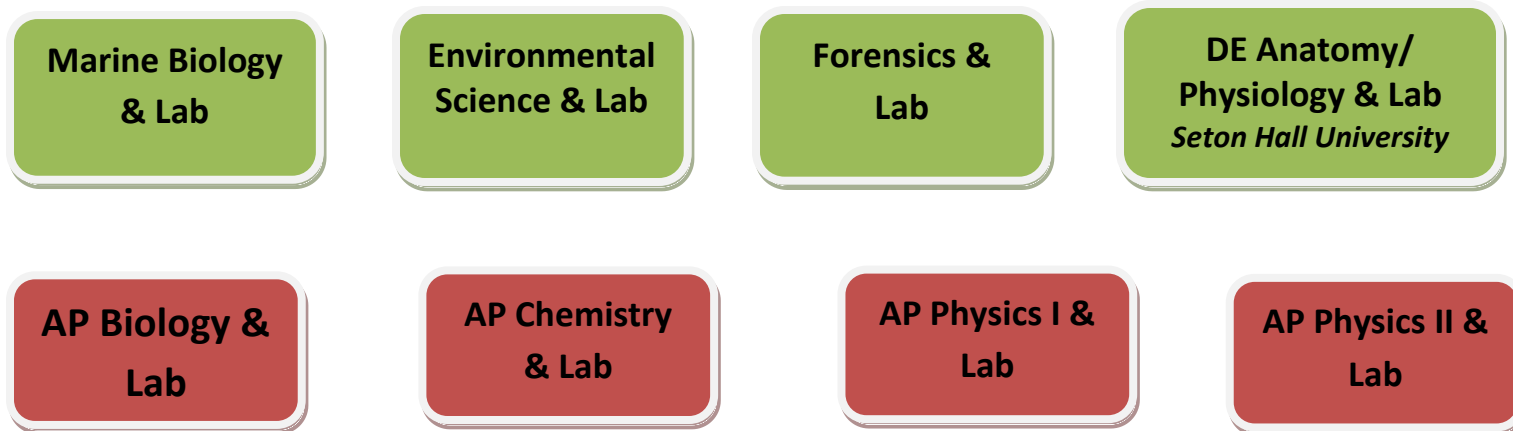 Marine Biology
& Lab
Environmental
Science & Lab
Forensics &
Lab
DE Anatomy/
Physiology & Lab
Seton Hall University
AP Biology &
Lab
AP Chemistry
& Lab
AP Physics I &
Lab
AP Physics II &
Lab